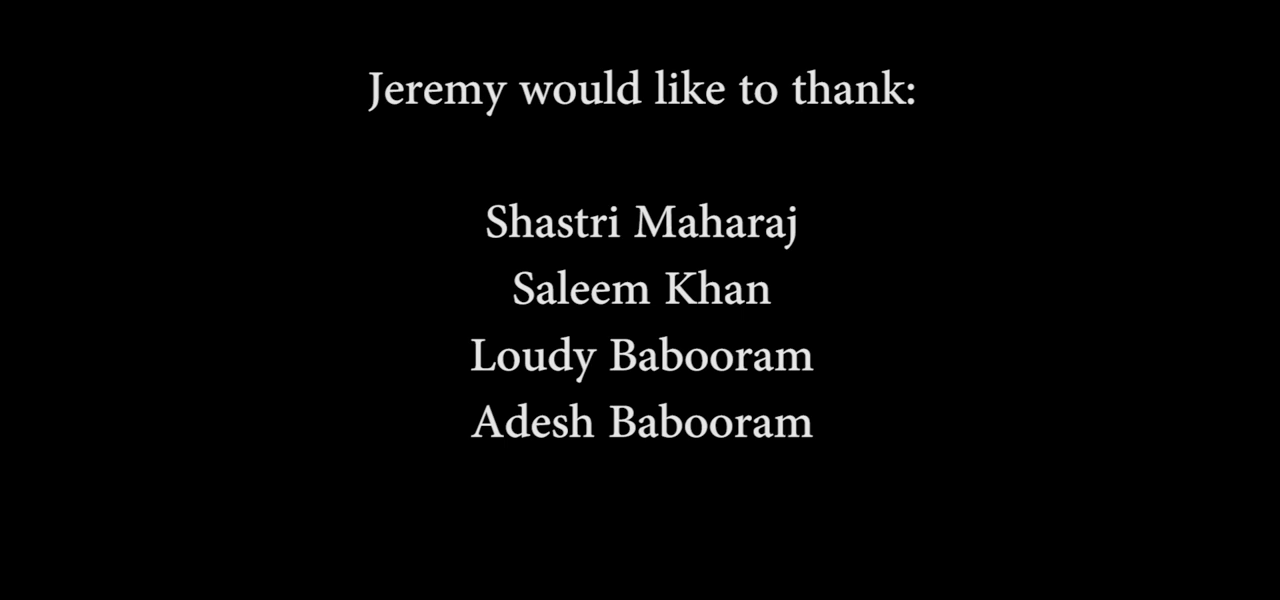 Jeremy would like to thank:
Shastri Maharaj
Saleem Khan
Loudy Babooram
Adesh Babooram